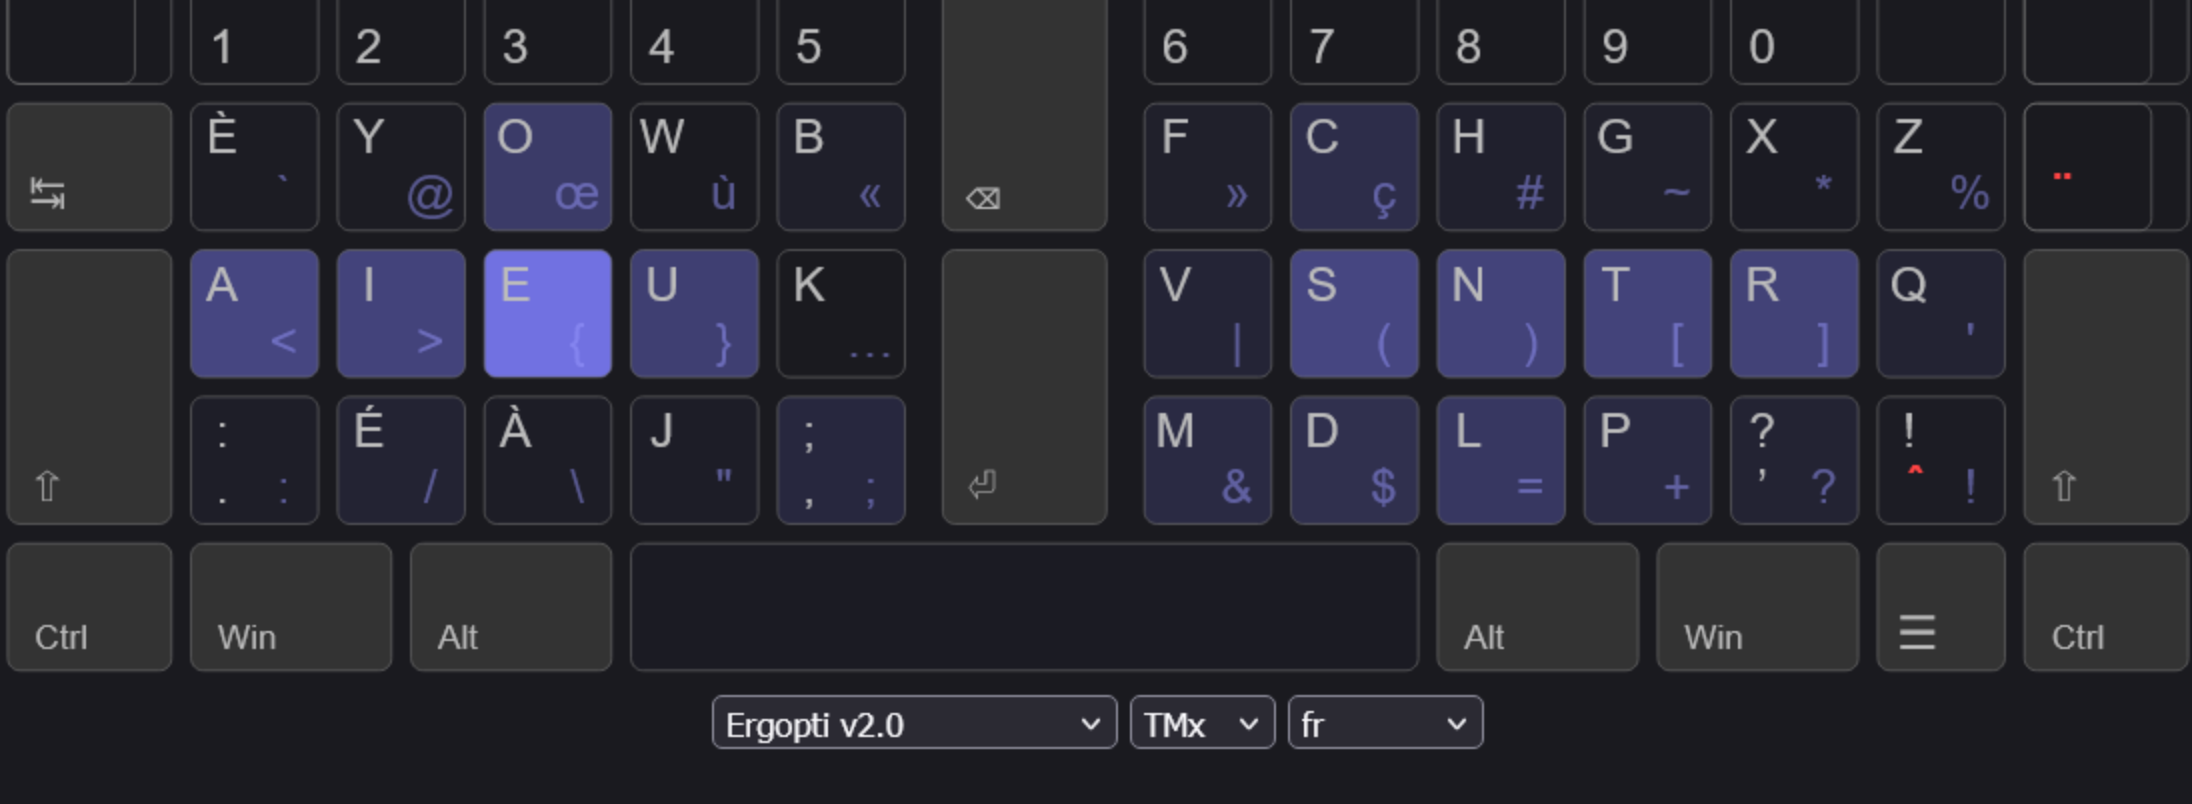 1 2 3 4 5 6 7 8 9 0
↹ È ` Y @ O œ W ù B « ⌫ F » C ç H # G ~ X * Z % ¨
A < I > E { U } K … V | S ( N ) T [ R ] Q '
⇧ : . : É / À \ J " ; , ; ⏎ M & D $ L = P + ? ’ ? ! ^ ! ⇧
Ctrl Win Alt Alt Win ☰ Ctrl
Ergopti v2.0 TMx fr